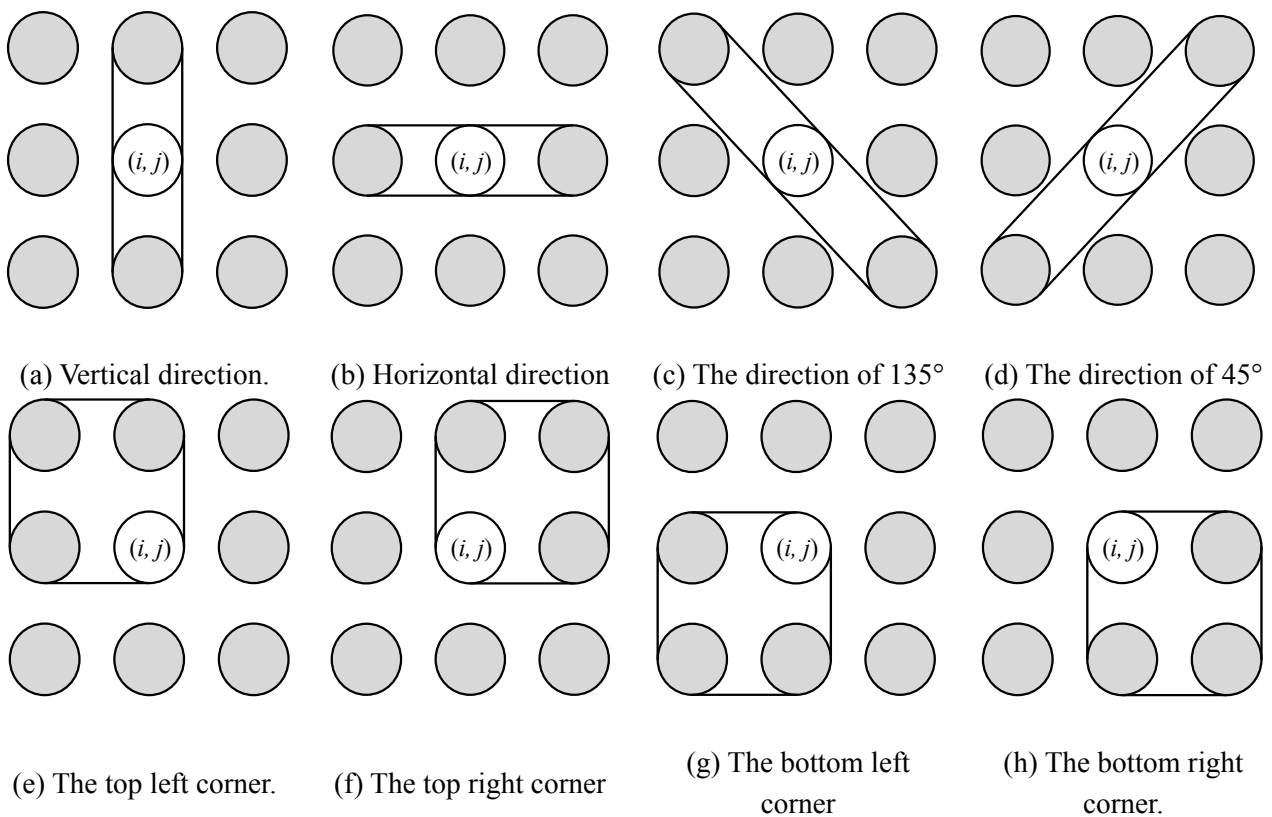 (i, j)
(i, j)
(i, j)
(i, j)
(a) Vertical direction.
(b) Horizontal direction
(c) The direction of 135°
(d) The direction of 45°
(i, j)
(i, j)
(i, j)
(i, j)
(e) The top left corner.
(f) The top right corner
(g) The bottom left
corner
(h) The bottom right
corner.